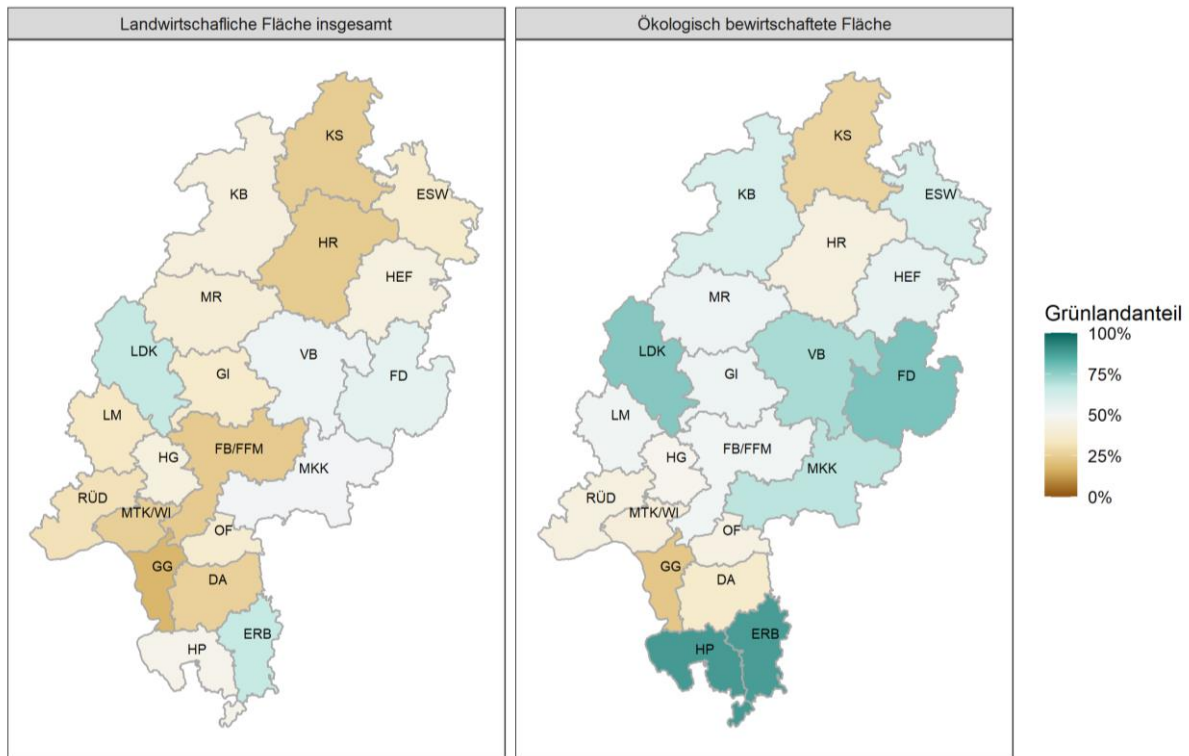 Landwirtschafliche Fläche insgesamt
Ökologisch bewirtschaftete Fläche
KS
KB
ESW
HR
HEF
MR
LDK
VB
GI
FD
LM
HG
FB/FFM
MKK
RÜD
MTK/WI
OF
GG
DA
ERB
HP
KS
KB
ESW
HR
HEF
MR
LDK
VB
GI
FD
LM
HG
FB/FFM
MKK
RÜD
MTK/WI
OF
GG
DA
ERB
HP
Grünlandanteil
100%
75%
50%
25%
0%